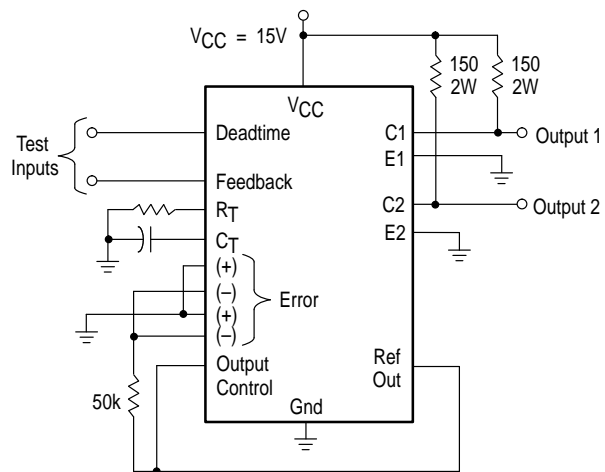 VCC = 15V
150
2W
150
2W
VCC
Test
Inputs
Deadtime
Feedback
RT
CT
(+)
(–)
(+)
(–)
Error
Output
Control
50k
C1
E1
C2
E2
Output 1
Output 2
Ref
Out
Gnd